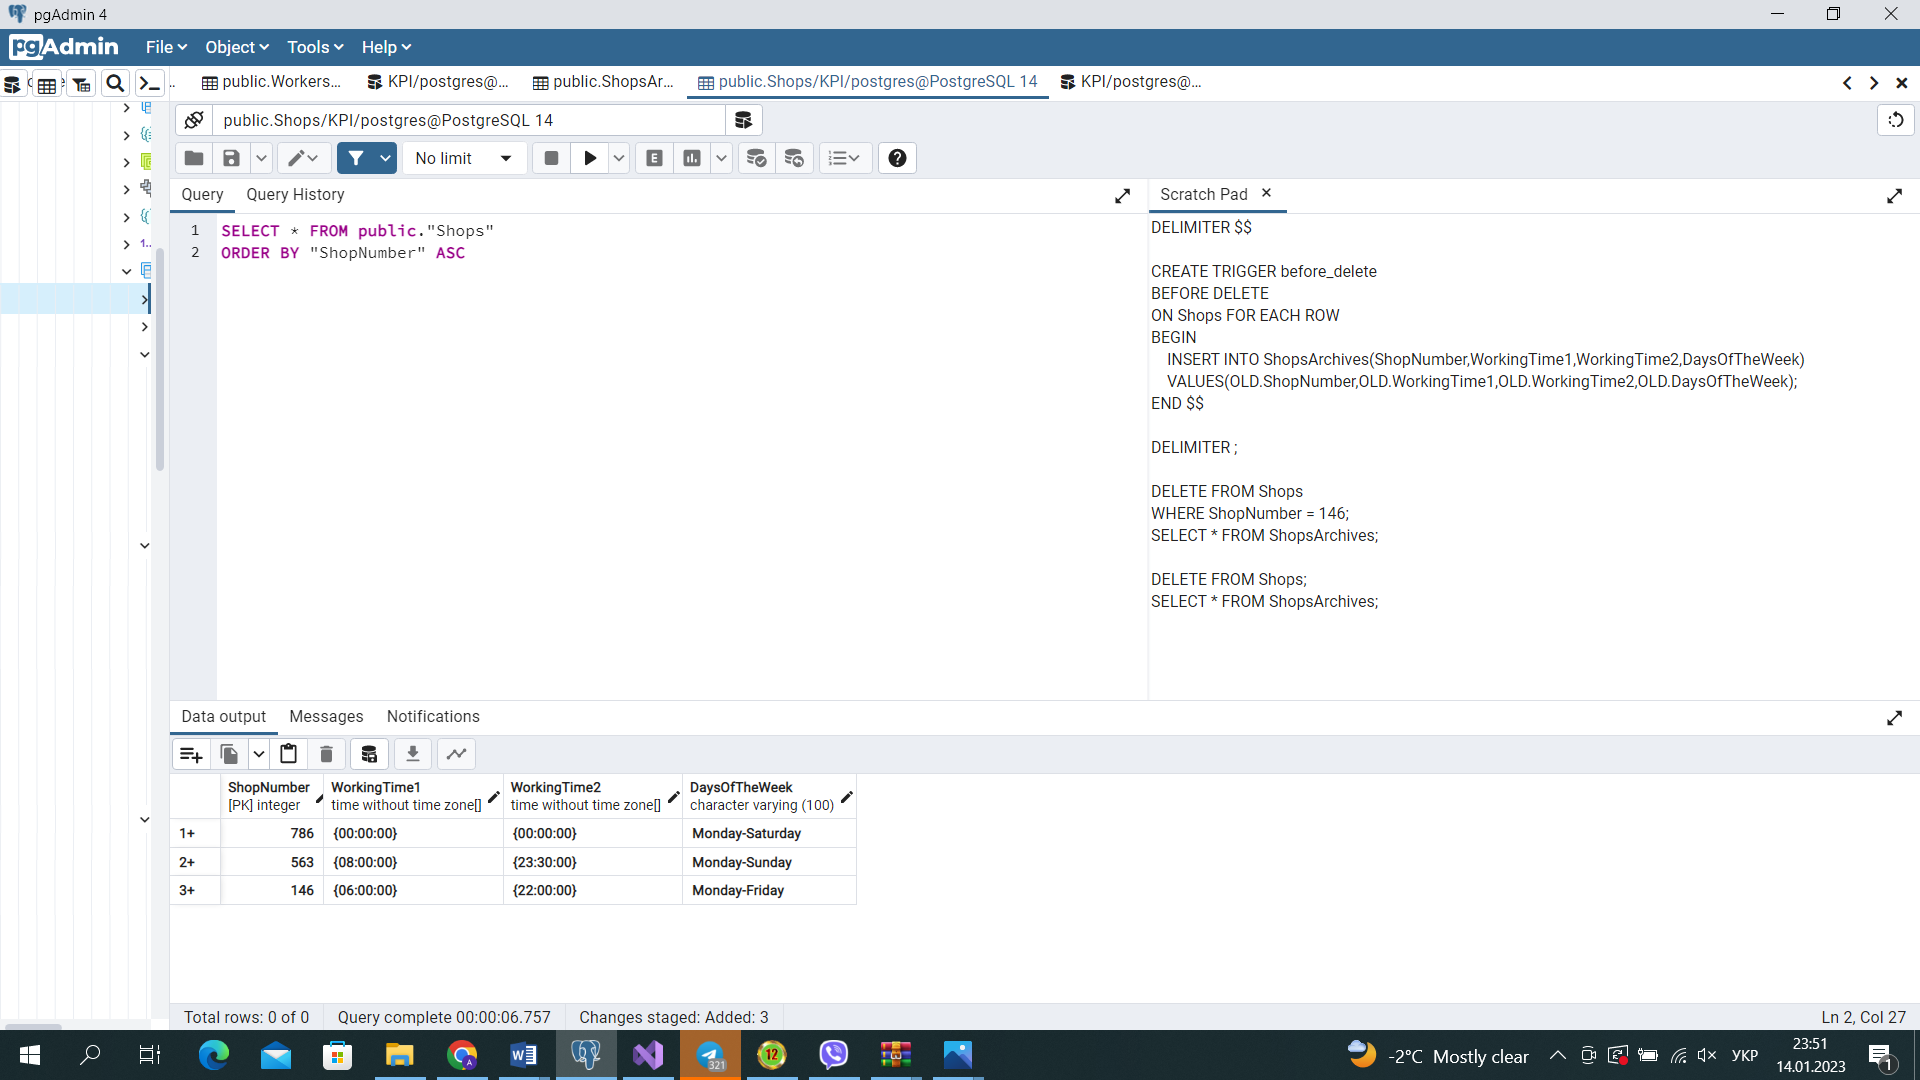 pgAdmin 4
pgAdmin File Object Tools Help
public.Workers... KPI/postgres@... public.ShopsAr... public.Shops/KPI/postgres@PostgreSQL 14 KPI/postgres@...
public.Shops/KPI/postgres@PostgreSQL 14
No limit
E
Query Query History
1 SELECT * FROM public."Shops"
2 ORDER BY "ShopNumber" ASC
Scratch Pad
DELIMITER $$
CREATE TRIGGER before_delete
BEFORE DELETE
ON Shops FOR EACH ROW
BEGIN
INSERT INTO ShopsArchives(ShopNumber,WorkingTime1,WorkingTime2,DaysOfTheWeek)
VALUES(OLD.ShopNumber,OLD.WorkingTime1,OLD.WorkingTime2,OLD.DaysOfTheWeek);
END $$
DELIMITER ;
DELETE FROM Shops
WHERE ShopNumber = 146;
SELECT * FROM ShopsArchives;
DELETE FROM Shops;
SELECT * FROM ShopsArchives;
Data output Messages Notifications
ShopNumber WorkingTime1 WorkingTime2 DaysOfTheWeek
[PK] integer time without time zone[] time without time zone[] character varying (100)
1+ 786 {00:00:00} {00:00:00} Monday-Saturday
2+ 563 {08:00:00} {23:30:00} Monday-Sunday
3+ 146 {06:00:00} {22:00:00} Monday-Friday
Total rows: 0 of 0 Query complete 00:00:06.757 Changes staged: Added: 3 Ln 2, Col 27
321
12
-2°C Mostly clear УКР
23:51
14.01.2023
1